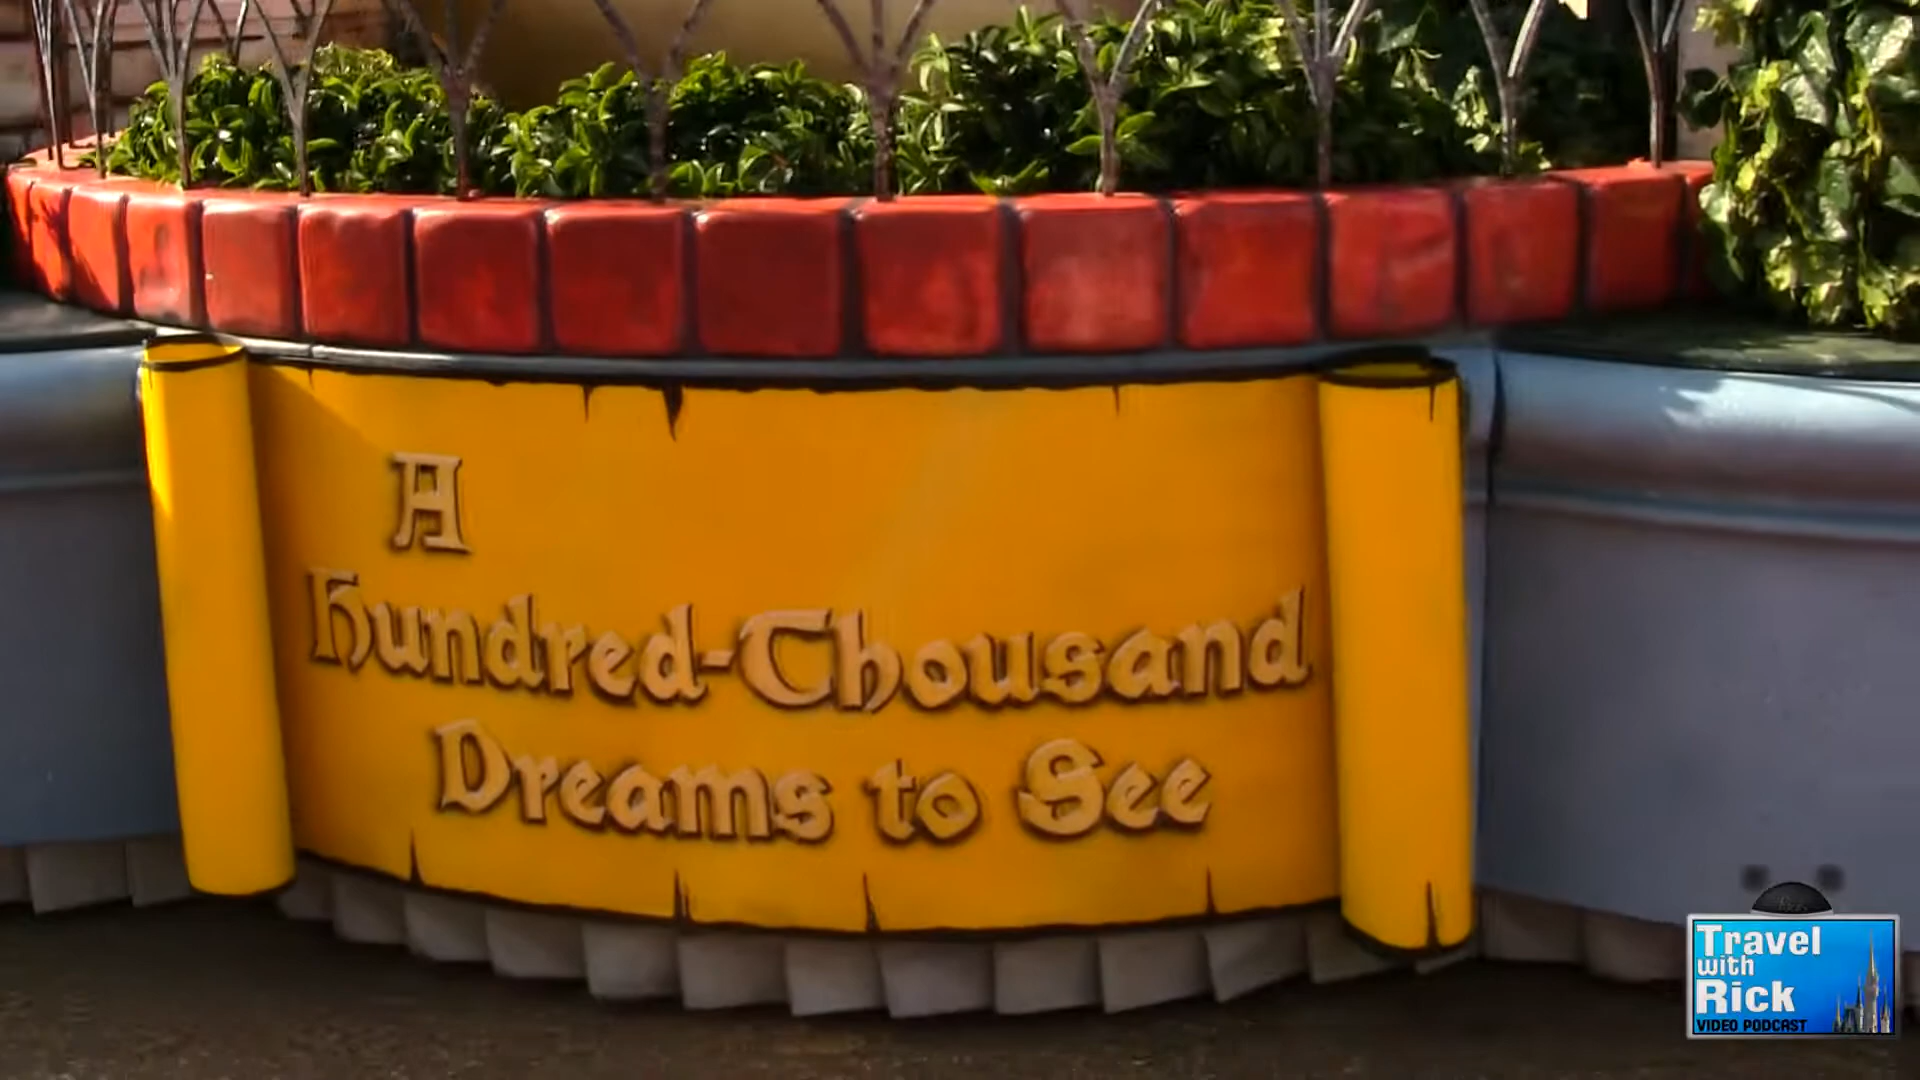 A
Hundred-Thousand
Dreams to See
Travel
with
Rick
VIDEO PODCAST